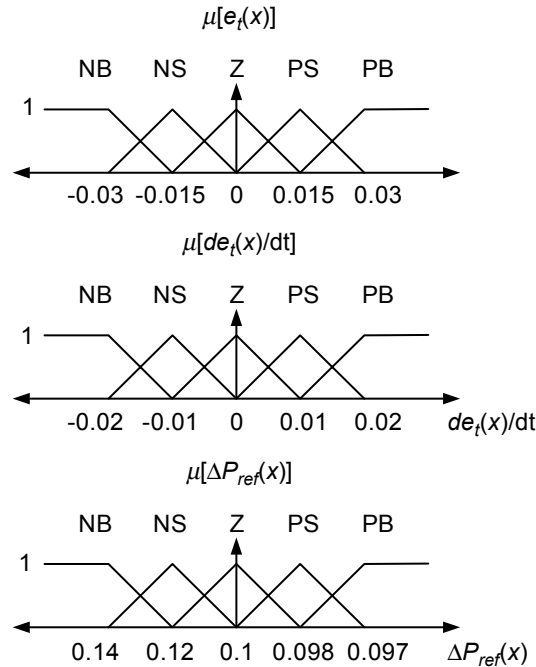 μ[e_t(x)]
NB NS Z PS PB
1
-0.03 -0.015 0 0.015 0.03
μ[de_t(x)/dt]
NB NS Z PS PB
1
-0.02 -0.01 0 0.01 0.02 de_t(x)/dt
μ[ΔP_ref(x)]
NB NS Z PS PB
1
0.14 0.12 0.1 0.098 0.097 ΔP_ref(x)